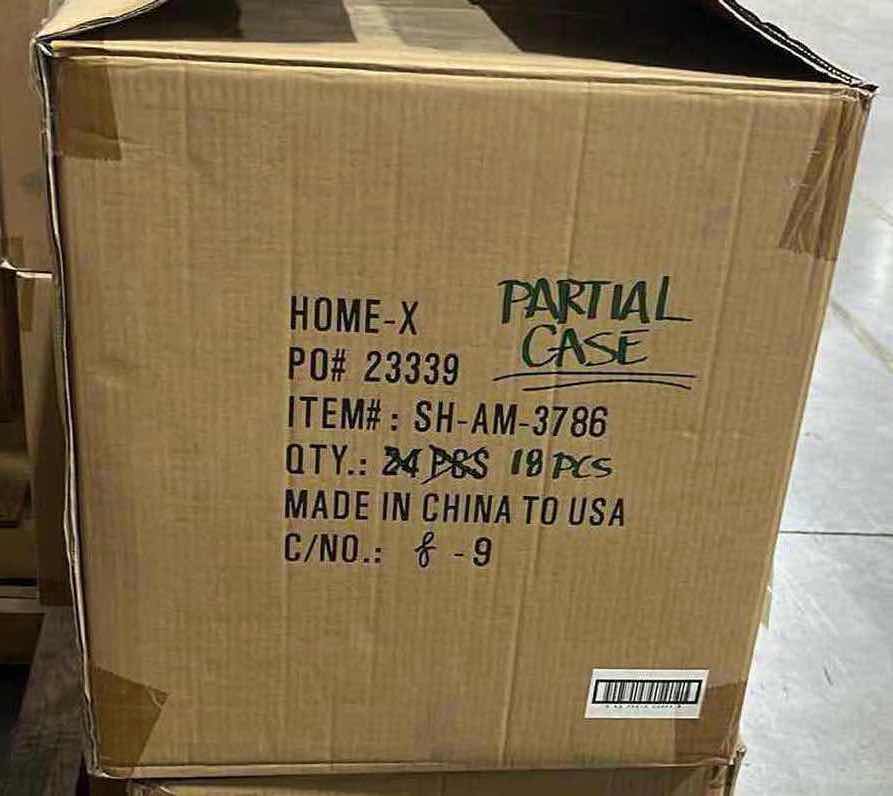 HOME-X
PARTIAL
CASE
PO# 23339
ITEM#: SH-AM-3786
QTY.: 24 PCS 18 PCS
MADE IN CHINA TO USA
C/NO.: 8 - 9